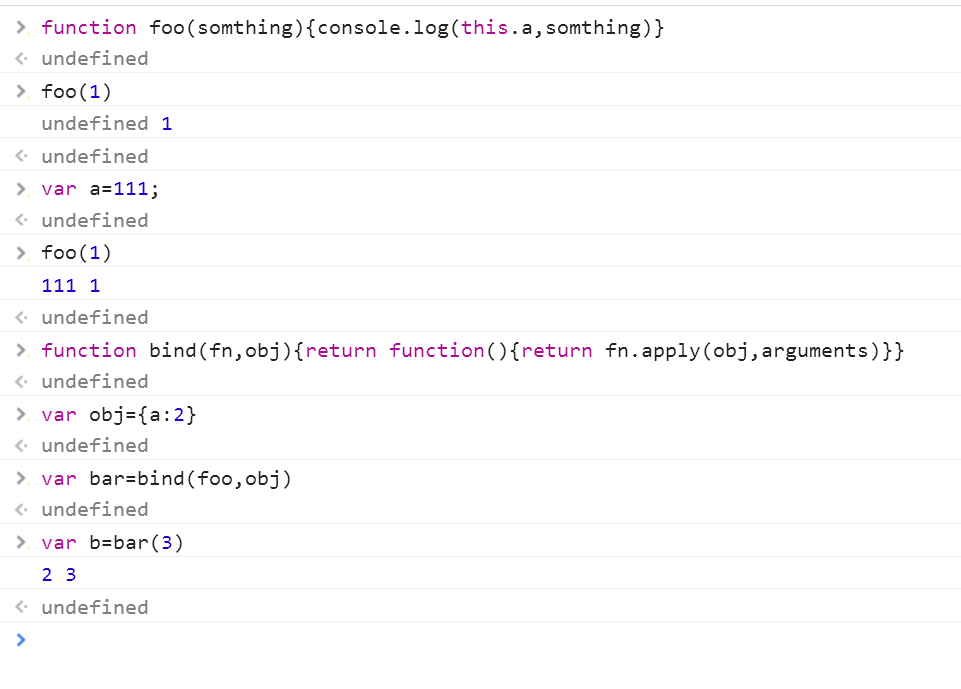 > function foo(somthing){console.log(this.a,somthing)}
< undefined
> foo(1)
undefined 1
< undefined
> var a=111;
< undefined
> foo(1)
111 1
< undefined
> function bind(fn,obj){return function(){return fn.apply(obj,arguments)}}
< undefined
> var obj={a:2}
< undefined
> var bar=bind(foo,obj)
< undefined
> var b=bar(3)
2 3
< undefined
>